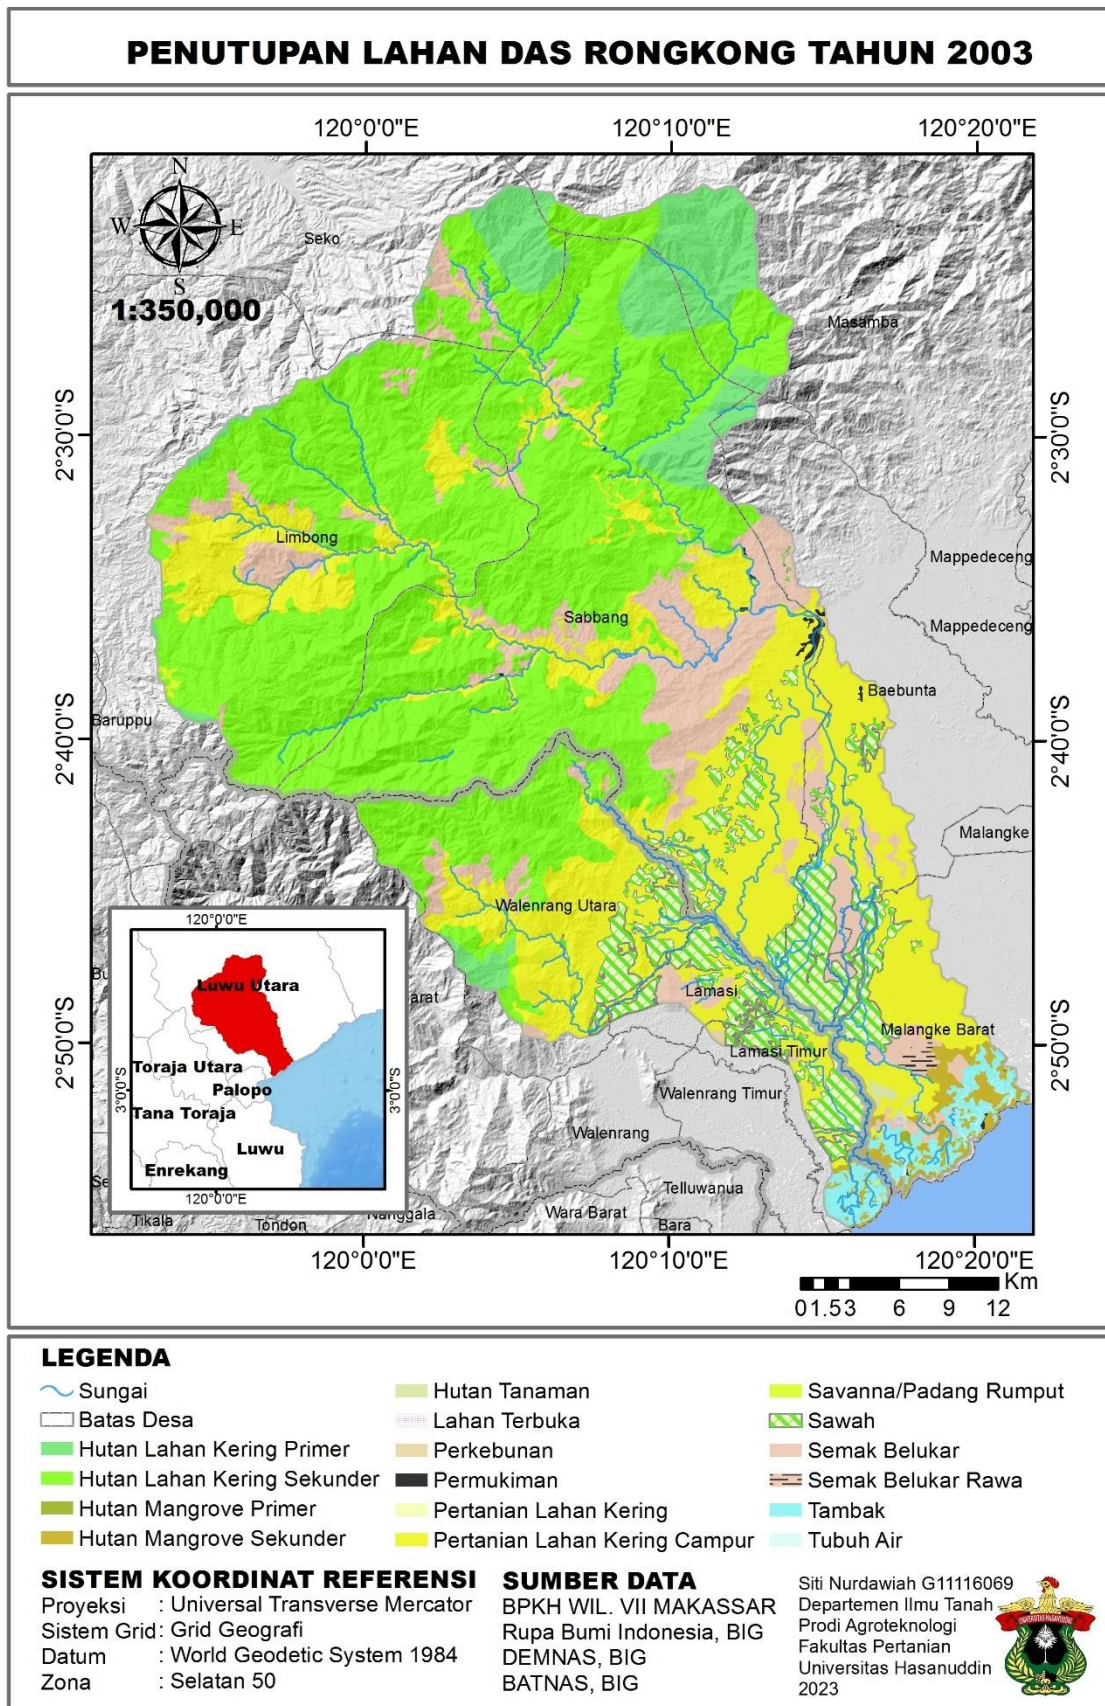 PENUTUPAN LAHAN DAS RONGKONG TAHUN 2003
120°0'0"E 120°10'0"E 120°20'0"E
N
W E
S
1:350,000
Seko
Masamba
2°30'0"S 2°30'0"S
Limbong
Mappedeceng
Sabbang
Mappedeceng
Baebunta
Baruppu
2°40'0"S 2°40'0"S
Malangke
Walenrang Utara
Lamasi
Malangke Barat
2°50'0"S 2°50'0"S
Lamasi Timur
Walenrang Timur
Walenrang
Telluwanua
Wara Barat
Bara
Tikala
Tondon
Nanggala
arat
120°0'0"E
Luwu Utara
Toraja Utara
Palopo
3°0'0"S 3°0'0"S
Tana Toraja
Luwu
Enrekang
120°0'0"E
120°0'0"E 120°10'0"E 120°20'0"E
Km
0 1.5 3 6 9 12
LEGENDA
Sungai
Batas Desa
Hutan Lahan Kering Primer
Hutan Lahan Kering Sekunder
Hutan Mangrove Primer
Hutan Mangrove Sekunder
Hutan Tanaman
Lahan Terbuka
Perkebunan
Permukiman
Pertanian Lahan Kering
Pertanian Lahan Kering Campur
Savanna/Padang Rumput
Sawah
Semak Belukar
Semak Belukar Rawa
Tambak
Tubuh Air
SISTEM KOORDINAT REFERENSI
Proyeksi : Universal Transverse Mercator
Sistem Grid : Grid Geografi
Datum : World Geodetic System 1984
Zona : Selatan 50
SUMBER DATA
BPKH WIL. VII MAKASSAR
Rupa Bumi Indonesia, BIG
DEMNAS, BIG
BATNAS, BIG
Siti Nurdawiah G11116069
Departemen Ilmu Tanah
Prodi Agroteknologi
Fakultas Pertanian
Universitas Hasanuddin
2023